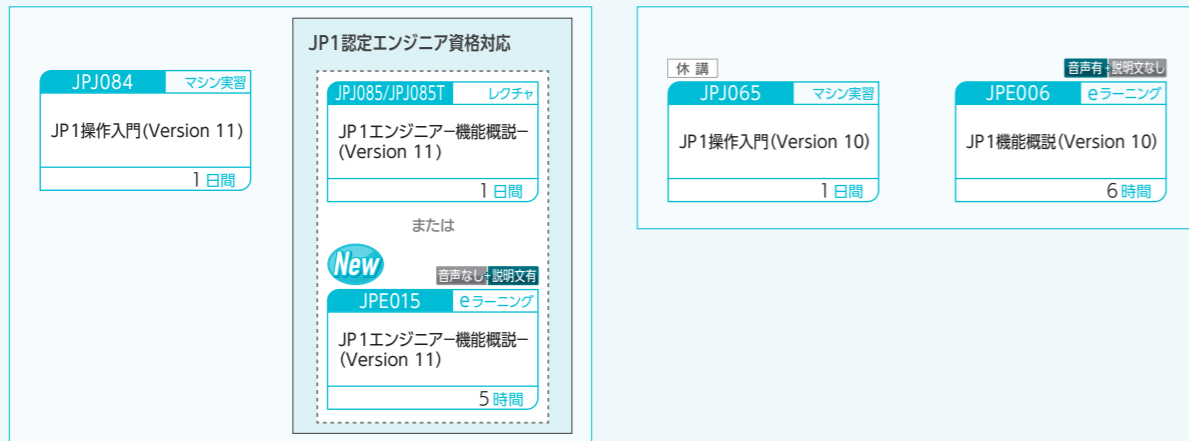 JPJ084 マシン実習
JP1操作入門(Version 11)
1日間
JP1認定エンジニア資格対応
JPJ085/JPJ085T レクチャ
JP1エンジニアー機能概説ー
(Version 11)
1日間
または
New
音声なし+説明文有
JPE015 eラーニング
JP1エンジニアー機能概説ー
(Version 11)
5時間
休 講
JPJ065 マシン実習
JP1操作入門(Version 10)
1日間
音声有+説明文なし
JPE006 eラーニング
JP1機能概説(Version 10)
6時間